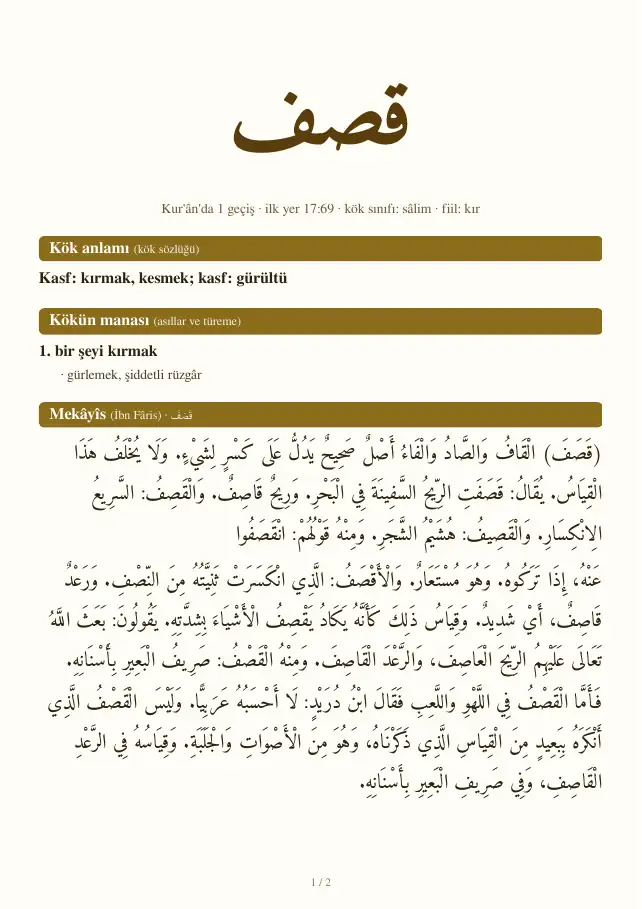 قصف
Kur'ân'da 1 geçiş · ilk yer 17:69 · kök sınıfı: sâlim · fiil: kır
Kök anlamı (kök sözlüğü)
Kasf: kırmak, kesmek; kasf: gürültü
Kökün manası (asıllar ve türeme)
1. bir şeyi kırmak
· gürlemek, şiddetli rüzgâr
Mekâyîs (İbn Fâris) · قَصَفَ
(قَصَفَ) الْقَافُ وَالصَّادُ وَالْفَاءُ أَصْلٌ صَحِيحٌ يَدُلُّ عَلَى كَسْرٍ لِشَيْءٍ. وَلَا يُخْلَفُ هَذَا
الْقِيَاسُ. يُقَالُ: قَصَفَتِ الرِّيحُ السَّفِينَةَ فِي الْبَحْرِ. وَرِيحٌ قَاصِفٌ. وَالْقَصِفُ: السَّرِيعُ
الِانْكِسَارِ. وَالْقَصِيفُ: هُشَيْمُ الشَّجَرِ. وَمِنْهُ قَوْلُهُمْ: انْقَصَفُوا
عَنْهُ، إِذَا تَرَكُوهُ. وَهُوَ مُسْتَعَارٌ. وَالْأَقْصَفُ: الَّذِي انْكَسَرَتْ ثَنِيَّتُهُ مِنَ النِّصْفِ. وَرَعْدٌ
قَاصِفٌ، أَيْ شَدِيدٌ. وَقِيَاسُ ذَلِكَ كَأَنَّهُ يَكَادُ يَقْصِفُ الْأَشْيَاءَ بِشِدَّتِهِ. يَقُولُونَ: بَعَثَ اللَّهُ
تَعَالَى عَلَيْهِمُ الرِّيحَ الْعَاصِفَ، وَالرَّعْدَ الْقَاصِفَ. وَمِنْهُ الْقَصْفُ: صَرِيفُ الْبَعِيرِ بِأَسْنَانِهِ.
فَأَمَّا الْقَصْفُ فِي اللَّهْوِ وَاللَّعِبِ فَقَالَ ابْنُ دُرَيْدٍ: لَا أَحْسَبُهُ عَرَبِيًّا. وَلَيْسَ الْقَصْفُ الَّذِي
أَنْكَرَهُ بِبَعِيدٍ مِنَ الْقِيَاسِ الَّذِي ذَكَرْنَاهُ، وَهُوَ مِنَ الْأَصْوَاتِ وَالْجَلَبَةِ. وَقِيَاسُهُ فِي الرَّعْدِ
الْقَاصِفِ، وَفِي صَرِيفِ الْبَعِيرِ بِأَسْنَانِهِ.
1 / 2